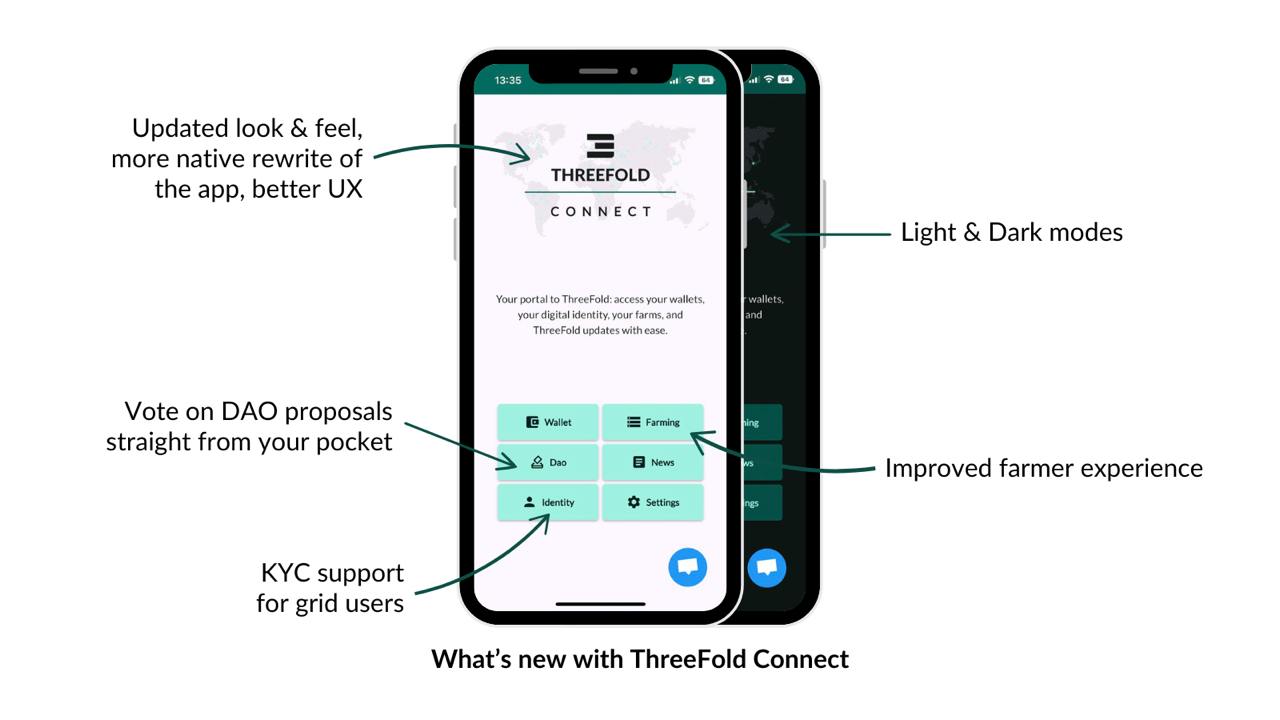 13:35
64
64
Updated look & feel,
more native rewrite of
the app, better UX
THREEFOLD
CONNECT
Light & Dark modes
Your portal to ThreeFold: access your wallets,
your digital identity, your farms, and
ThreeFold updates with ease.
r wallets,
and
.
Vote on DAO proposals
straight from your pocket
Wallet
Farming
ning
Dao
News
ws
Identity
Settings
ngs
Improved farmer experience
KYC support
for grid users
What’s new with ThreeFold Connect